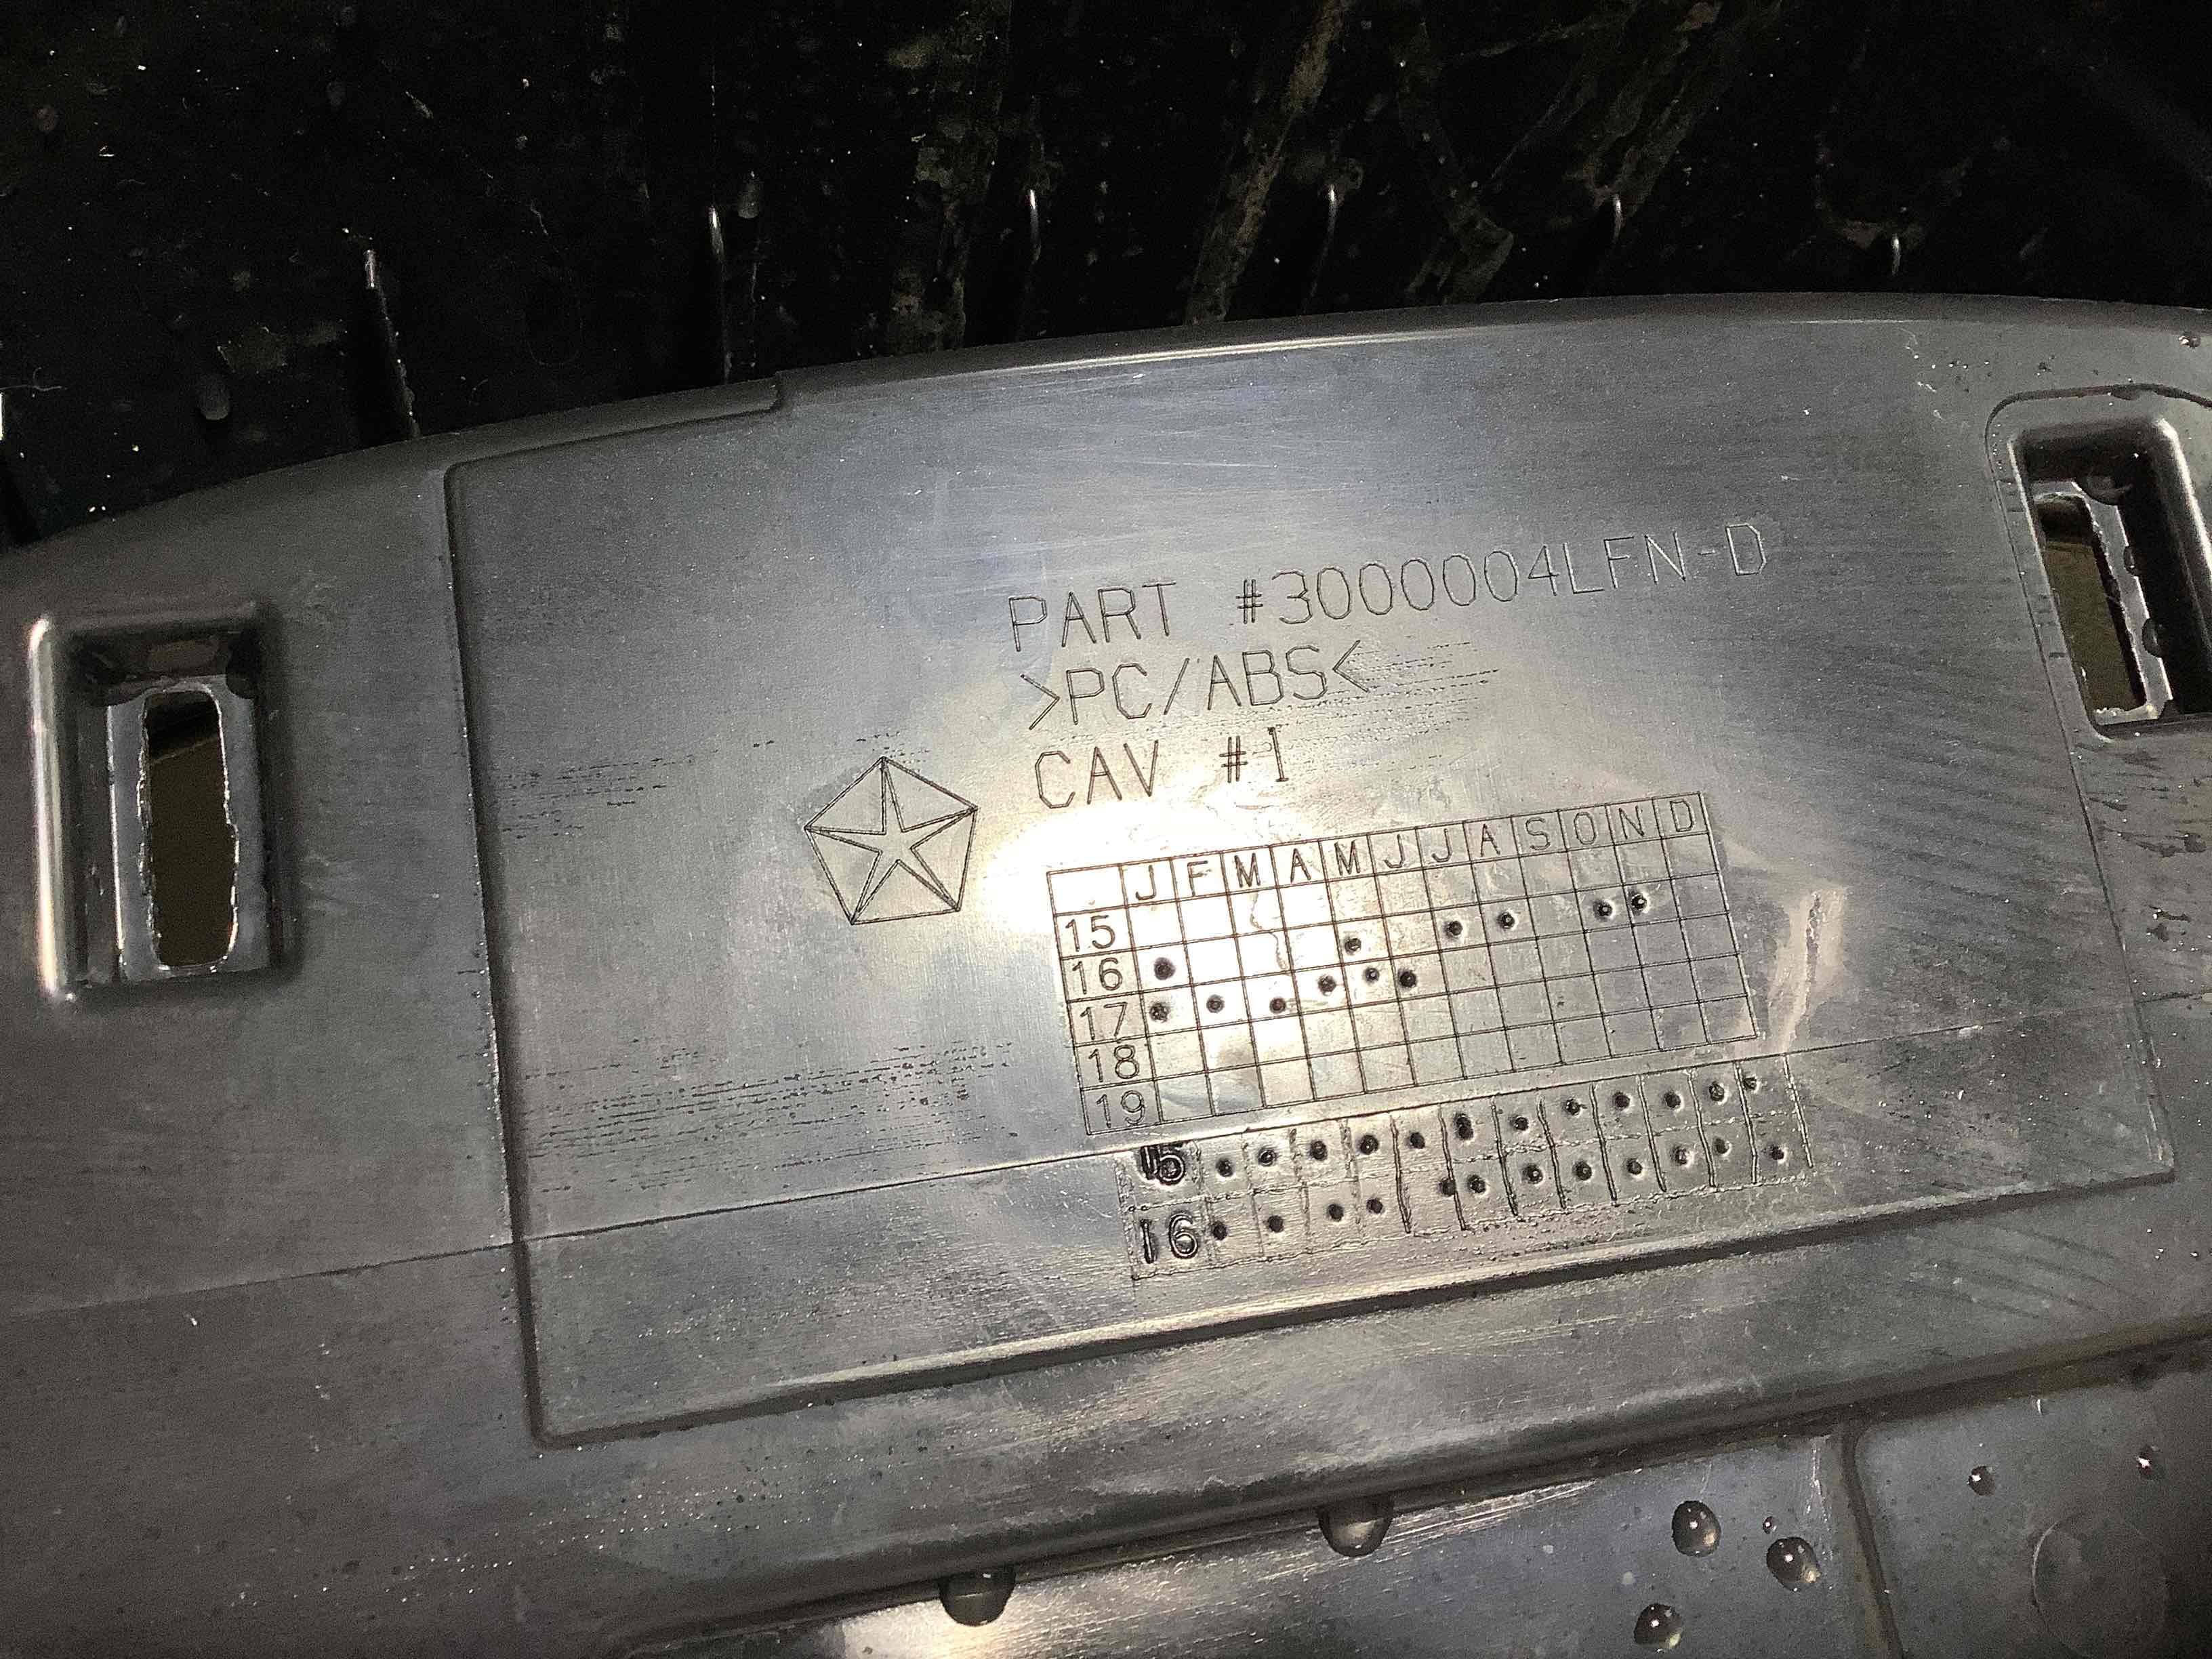 PART #3000004LFN-D
>PC/ABS<
CAV #1
J F M A M J J A S O N D
15
16
17
18
19
15
16